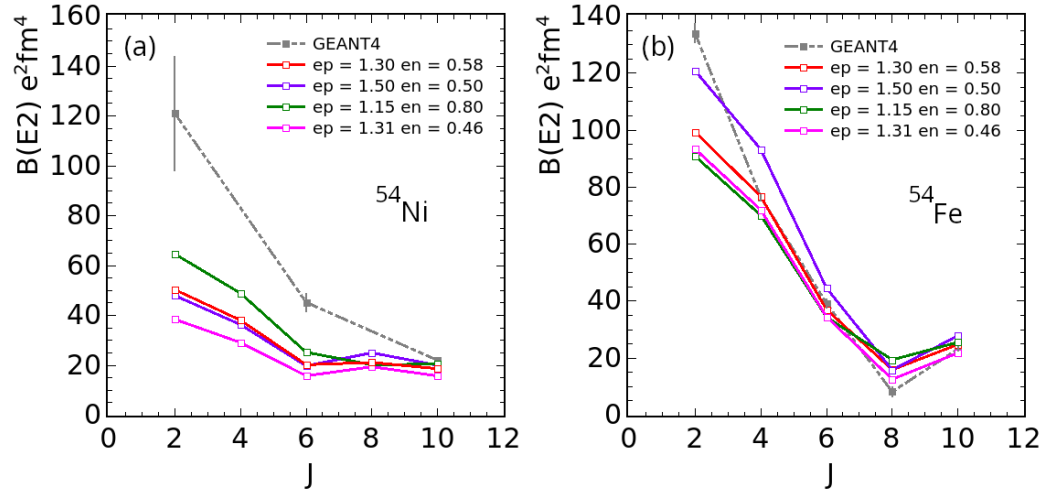 (a)
GEANT4
ep = 1.30 en = 0.58
ep = 1.50 en = 0.50
ep = 1.15 en = 0.80
ep = 1.31 en = 0.46
⁵⁴Ni
B(E2) e²fm⁴
160
140
120
100
80
60
40
20
0
0 2 4 6 8 10 12
J
(b)
GEANT4
ep = 1.30 en = 0.58
ep = 1.50 en = 0.50
ep = 1.15 en = 0.80
ep = 1.31 en = 0.46
⁵⁴Fe
B(E2) e²fm⁴
140
120
100
80
60
40
20
0
0 2 4 6 8 10 12
J